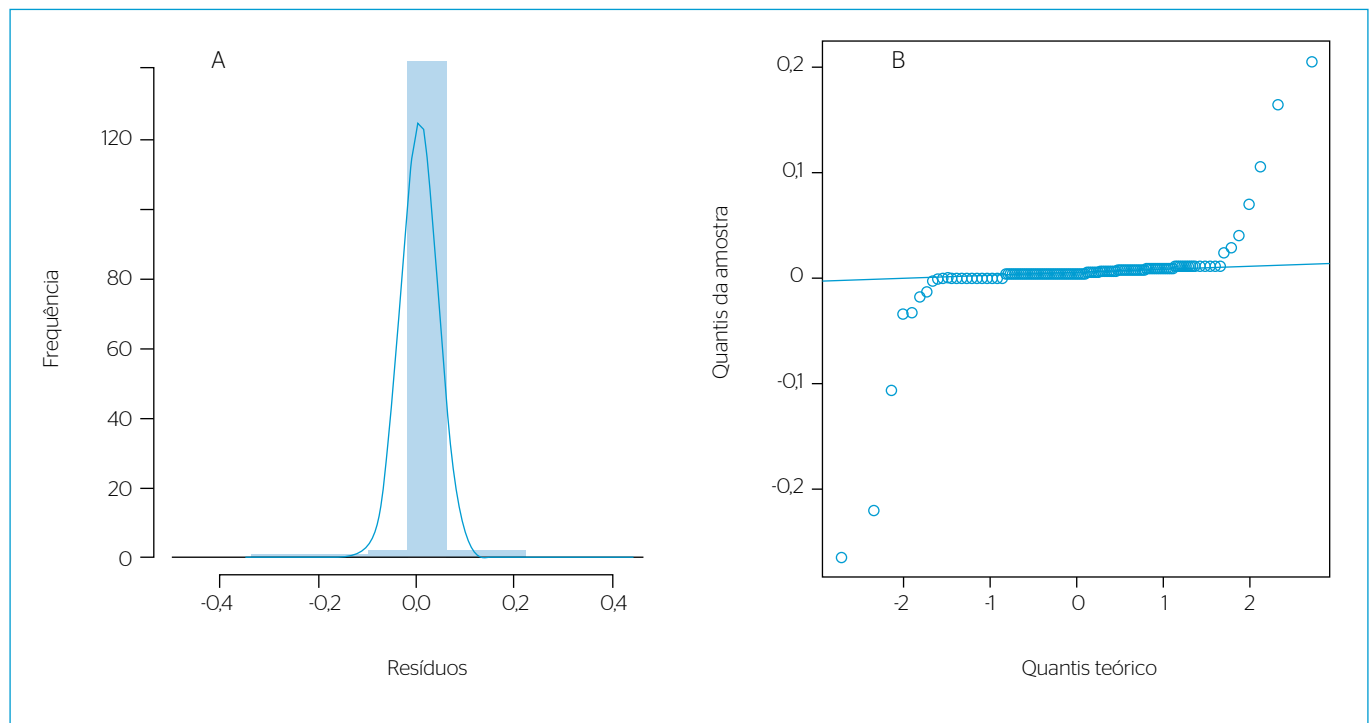 A
120
80
60
40
20
0
Frequência
-0,4 -0,2 0,0 0,2 0,4
Resíduos
B
0,2
0,1
0
-0,1
-0,2
Quantis da amostra
-2 -1 0 1 2
Quantis teórico